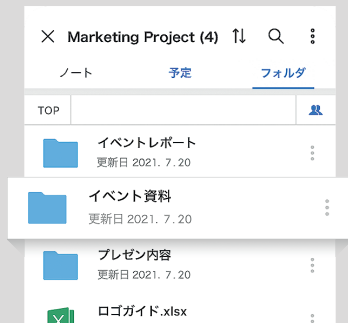 Marketing Project (4)
ノート 予定 フォルダ
TOP
イベントレポート
更新日 2021. 7. 20
イベント資料
更新日 2021. 7. 20
プレゼン内容
更新日 2021. 7. 20
ロゴガイド.xlsx